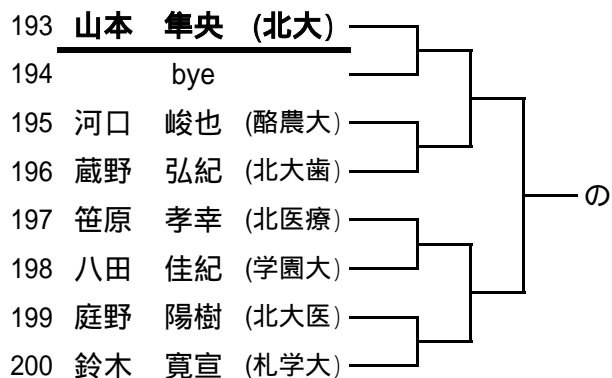 193 山本 隼央 (北大)
194 bye
195 河口 峻也 (酪農大)
196 蔵野 弘紀 (北大歯)
197 笹原 孝幸 (北医療)
198 八田 佳紀 (学園大)
199 庭野 陽樹 (北大医)
200 鈴木 寛宣 (札学大)
の